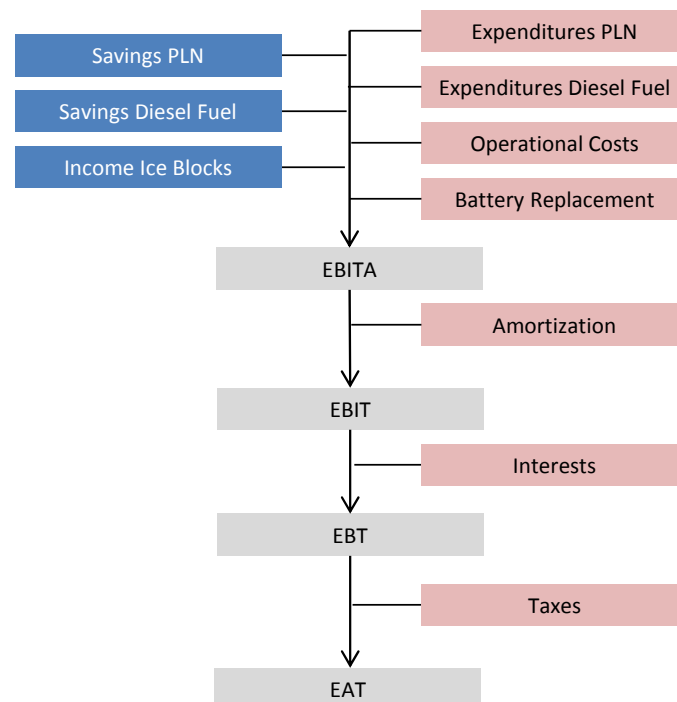 Expenditures PLN
Savings PLN
Expenditures Diesel Fuel
Savings Diesel Fuel
Operational Costs
Income Ice Blocks
Battery Replacement
EBITA
Amortization
EBIT
Interests
EBT
Taxes
EAT